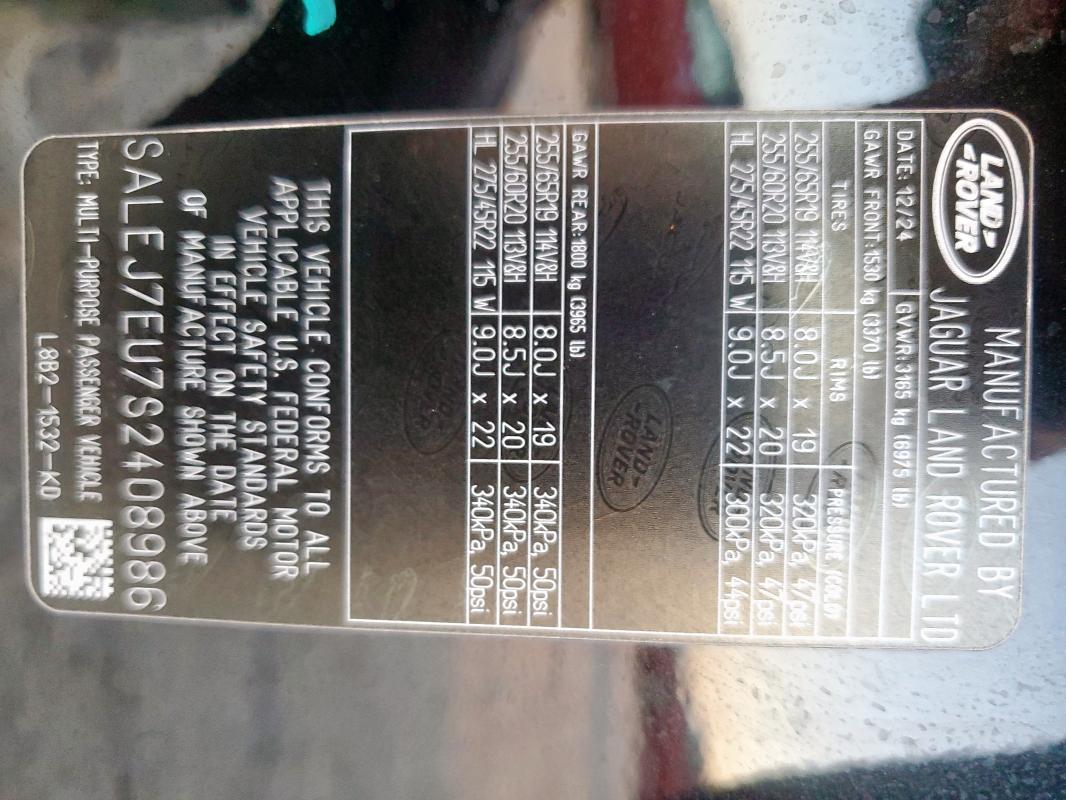 LAND-
-ROVER
MANUFACTURED BY
JAGUAR LAND ROVER LTD
DATE: 12/24 GVWR: 3165 kg (6975 lb)
GAWR FRONT: 1530 kg (3370 lb)
TIRES RIMS PRESSURE (COLD)
255/65R19 114V&H 8.0J x 19 320kPa, 47psi
255/60R20 113V&H 8.5J x 20 320kPa, 47psi
HL 275/45R22 115 W 9.0J x 22 300kPa, 44psi
GAWR REAR: 1800 kg (3965 lb)
255/65R19 114V&H 8.0J x 19 340kPa, 50psi
255/60R20 113V&H 8.5J x 20 340kPa, 50psi
HL 275/45R22 115 W 9.0J x 22 340kPa, 50psi
THIS VEHICLE CONFORMS TO ALL
APPLICABLE U.S. FEDERAL MOTOR
VEHICLE SAFETY STANDARDS
IN EFFECT ON THE DATE
OF MANUFACTURE SHOWN ABOVE
SALEJ7EU7S2408986
TYPE: MULTI-PURPOSE PASSENGER VEHICLE
L8B2-1532-KD